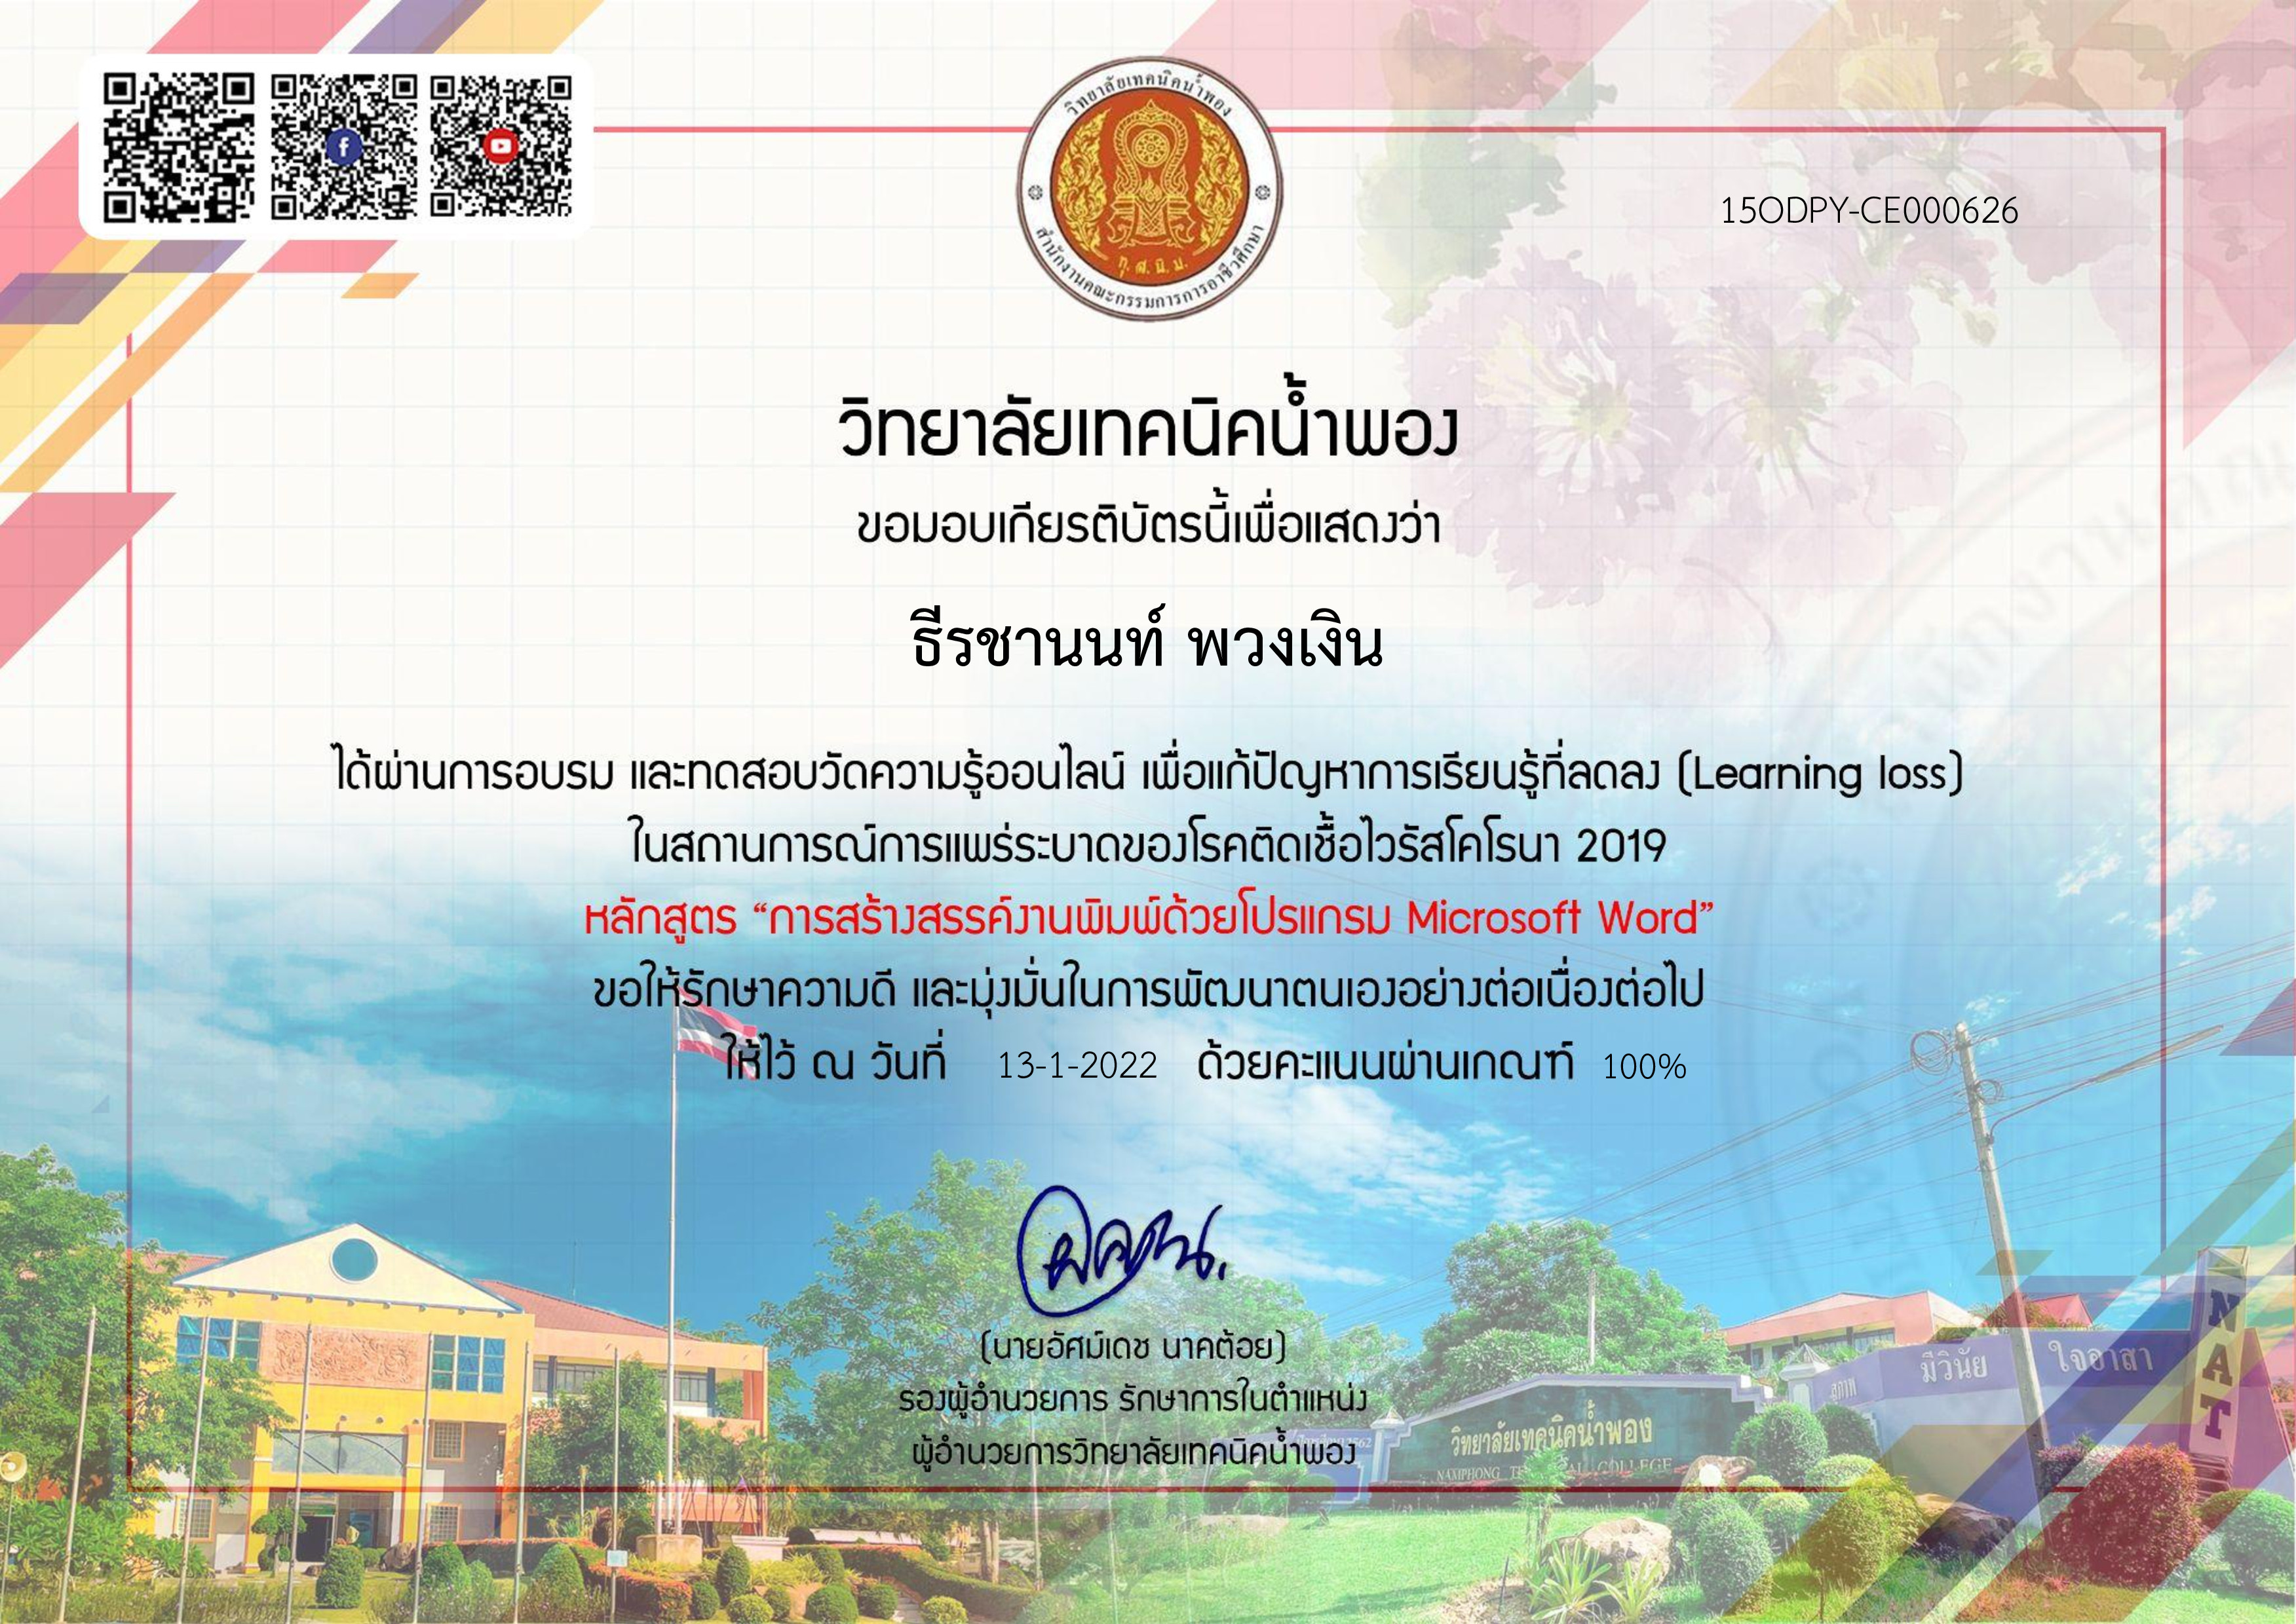 วิทยาลัยเทคนิคน้ำพอง
สำนักงานคณะกรรมการการอาชีวศึกษา
ทุ. ส. นิ. ม.
15ODPY-CE000626
วิทยาลัยเทคนิคน้ำพอง
ขอมอบเกียรติบัตรนี้เพื่อแสดงว่า
ธีรชานนท์ พวงเงิน
ได้ผ่านการอบรม และทดสอบวัดความรู้ออนไลน์ เพื่อแก้ปัญหาการเรียนรู้ที่ลดลง (Learning loss)
ในสถานการณ์การแพร่ระบาดของโรคติดเชื้อไวรัสโคโรนา 2019
หลักสูตร “การสร้างสรรค์งานพิมพ์ด้วยโปรแกรม Microsoft Word”
ขอให้รักษาความดี และมุ่งมั่นในการพัฒนาตนเองอย่างต่อเนื่องต่อไป
ให้ไว้ ณ วันที่ 13-1-2022 ด้วยคะแนนผ่านเกณฑ์ 100%
(นายอัศม์เดช นาคต้อย)
รองผู้อำนวยการ รักษาการในตำแหน่ง
ผู้อำนวยการวิทยาลัยเทคนิคน้ำพอง
วิทยาลัยเทคนิคน้ำพอง
NAMPHONG COLLEGE
สุภาพ มีวินัย ใจอาสา
NAT